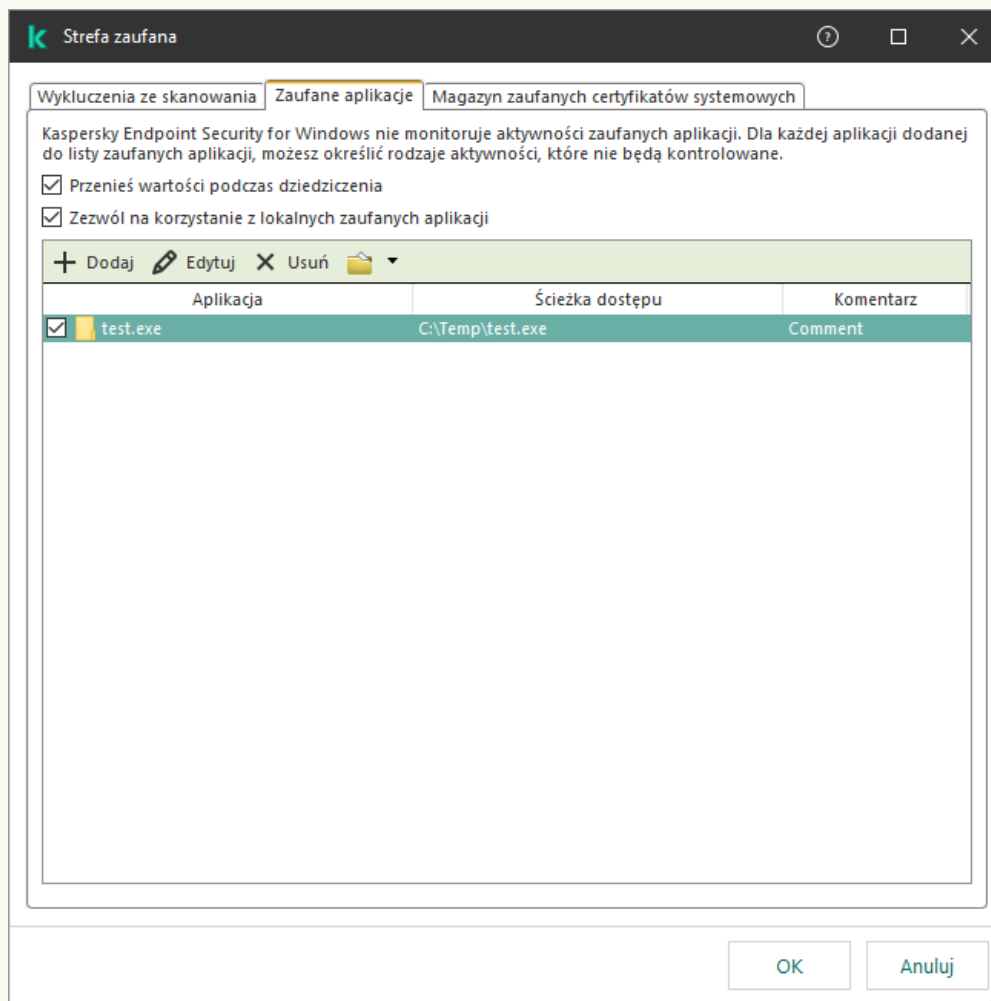 Strefa zaufana
Wykluczenia ze skanowania Zaufane aplikacje Magazyn zaufanych certyfikatów systemowych
Kaspersky Endpoint Security for Windows nie monitoruje aktywności zaufanych aplikacji. Dla każdej aplikacji dodanej
do listy zaufanych aplikacji, możesz określić rodzaje aktywności, które nie będą kontrolowane.
Przenieś wartości podczas dziedziczenia
Zezwól na korzystanie z lokalnych zaufanych aplikacji
Dodaj Edytuj Usuń
Aplikacja Ścieżka dostępu Komentarz
test.exe C:\Temp\test.exe Comment
OK Anuluj